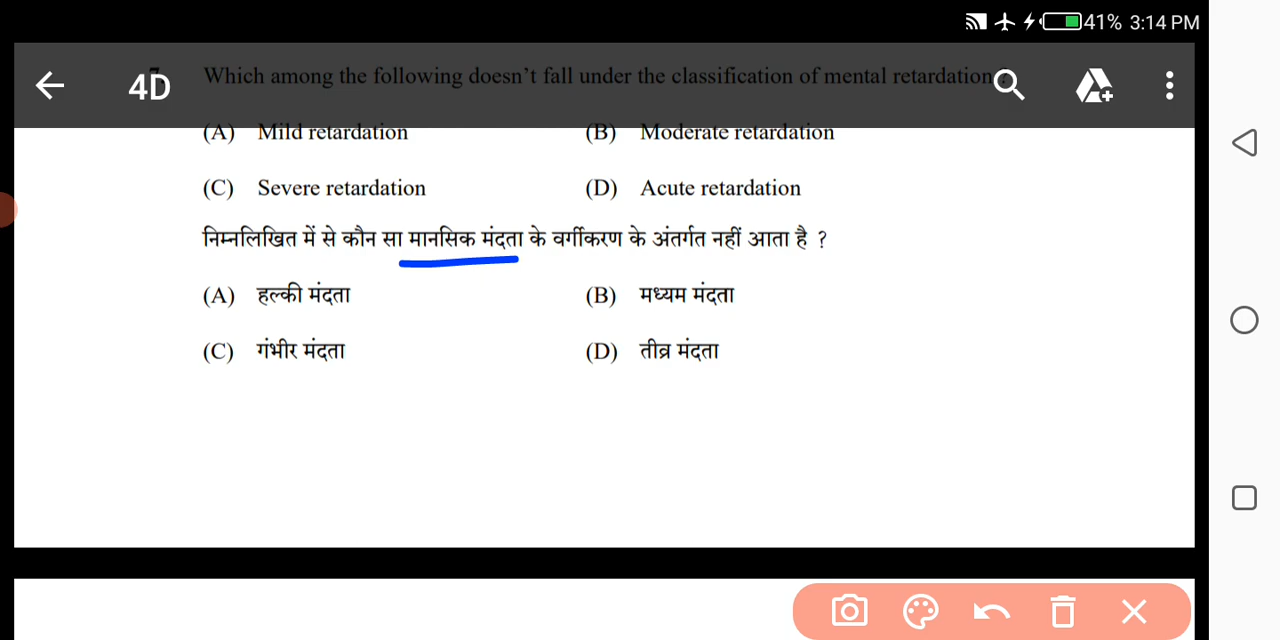 41% 3:14 PM
4D
Which among the following doesn't fall under the classification of mental retardation
(A) Mild retardation (B) Moderate retardation
(C) Severe retardation (D) Acute retardation
निम्नलिखित में से कौन सा मानसिक मंदता के वर्गीकरण के अंतर्गत नहीं आता है ?
(A) हल्की मंदता (B) मध्यम मंदता
(C) गंभीर मंदता (D) तीव्र मंदता